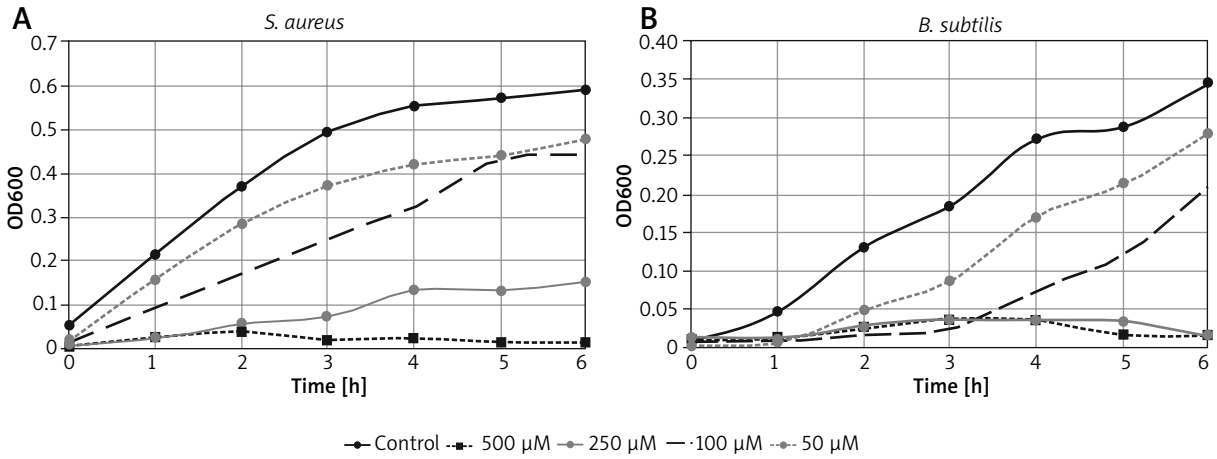 A
S. aureus
OD600
0.7
0.6
0.5
0.4
0.3
0.2
0.1
0
0 1 2 3 4 5 6
Time [h]
B
B. subtilis
OD600
0.40
0.35
0.30
0.25
0.20
0.15
0.10
0.05
0
0 1 2 3 4 5 6
Time [h]
Control 500 µM 250 µM 100 µM 50 µM